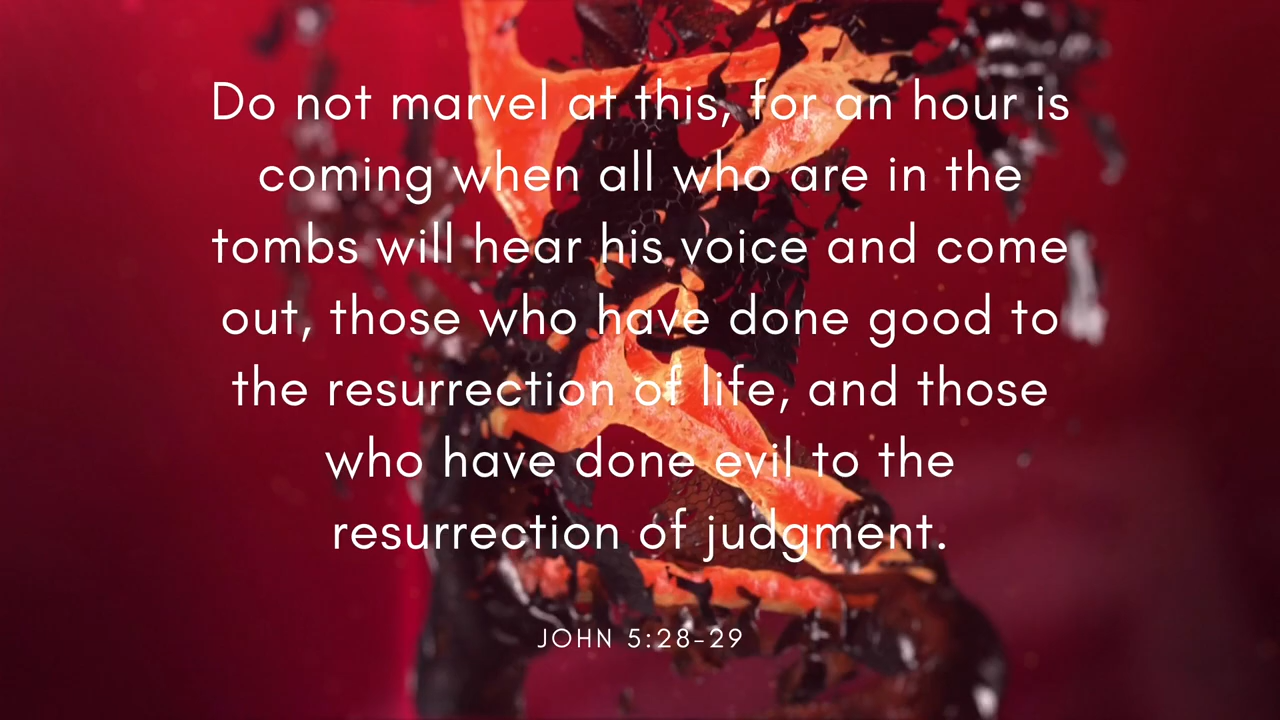 Do not marvel at this, for an hour is
coming when all who are in the
tombs will hear his voice and come
out, those who have done good to
the resurrection of life, and those
who have done evil to the
resurrection of judgment.
JOHN 5:28-29